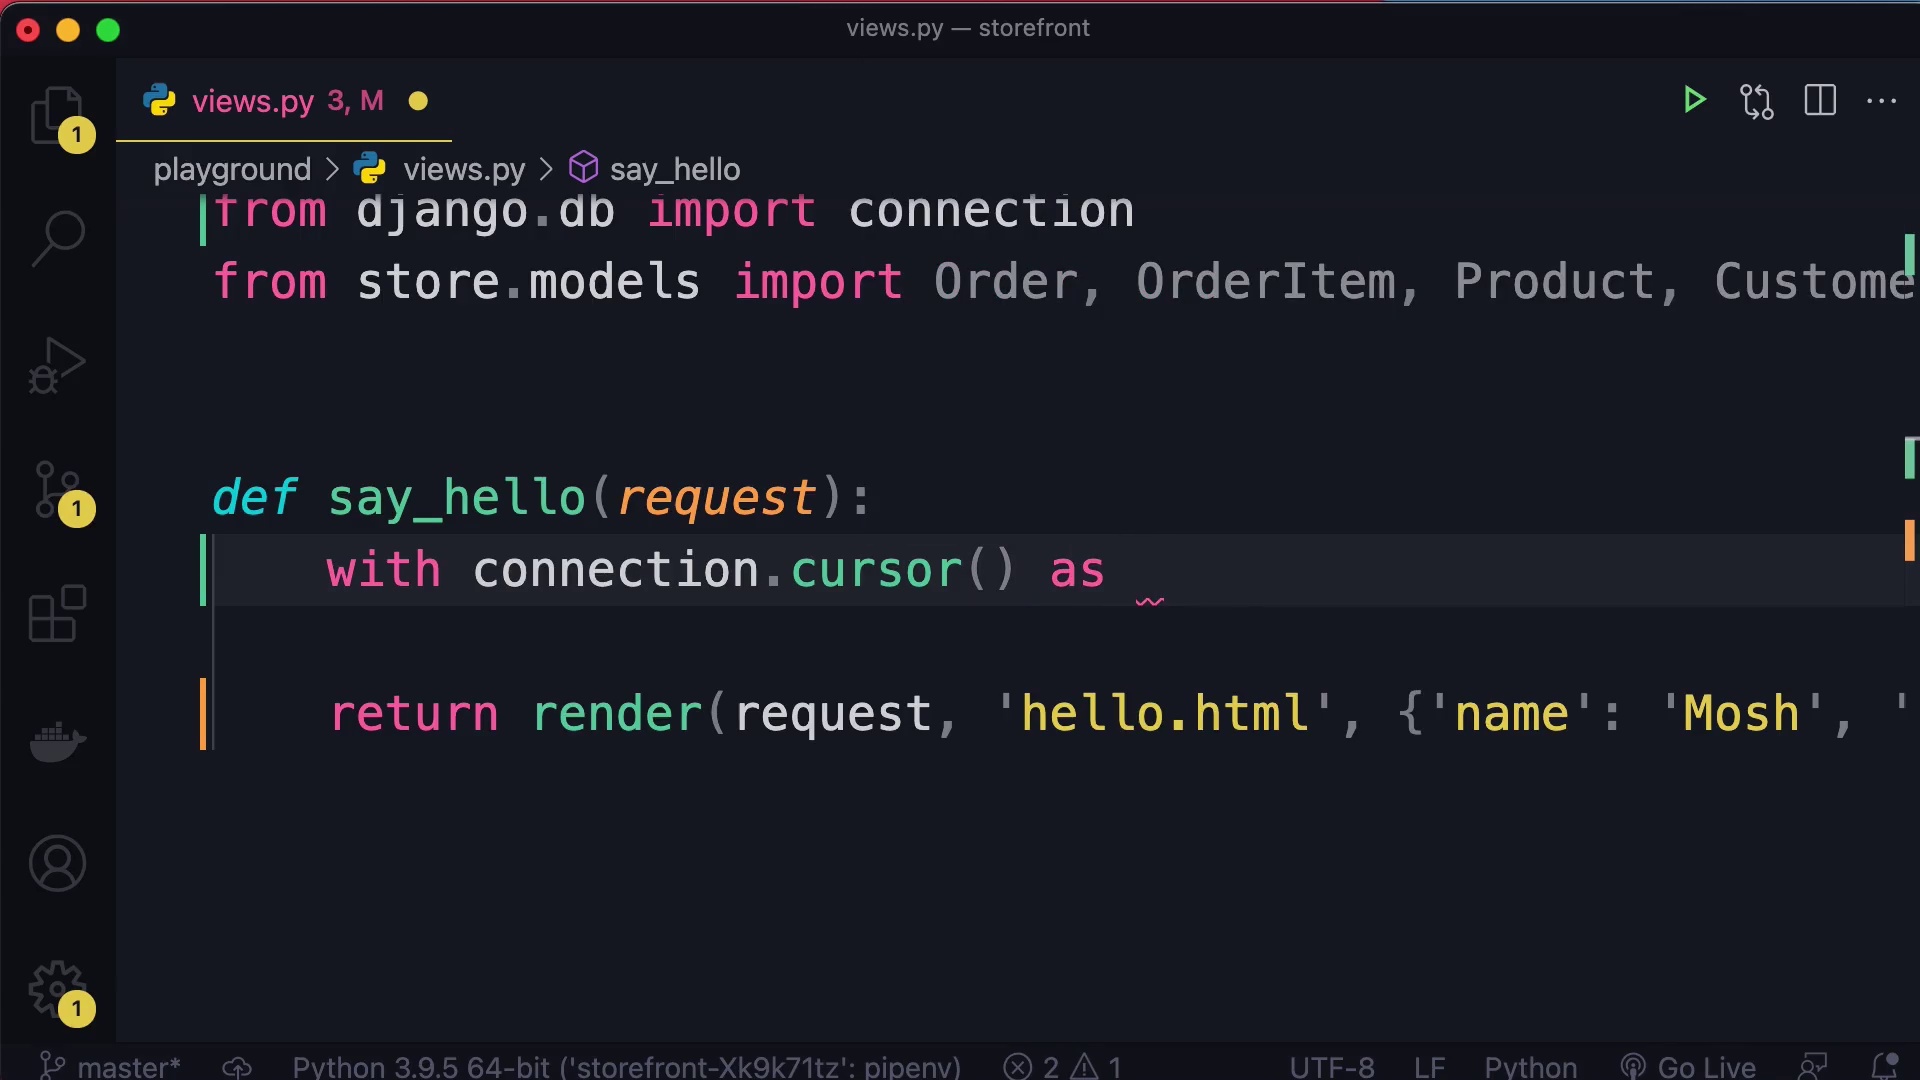 views.py — storefront
views.py 3, M
1
playground > views.py > say_hello
from django.db import connection
from store.models import Order, OrderItem, Product, Custome
def say_hello(request):
with connection.cursor() as
1
return render(request, 'hello.html', {'name': 'Mosh', '
1
master* Python 3.9.5 64-bit ('storefront-Xk9k71tz': pipenv) 2 1 UTF-8 LF Python Go Live